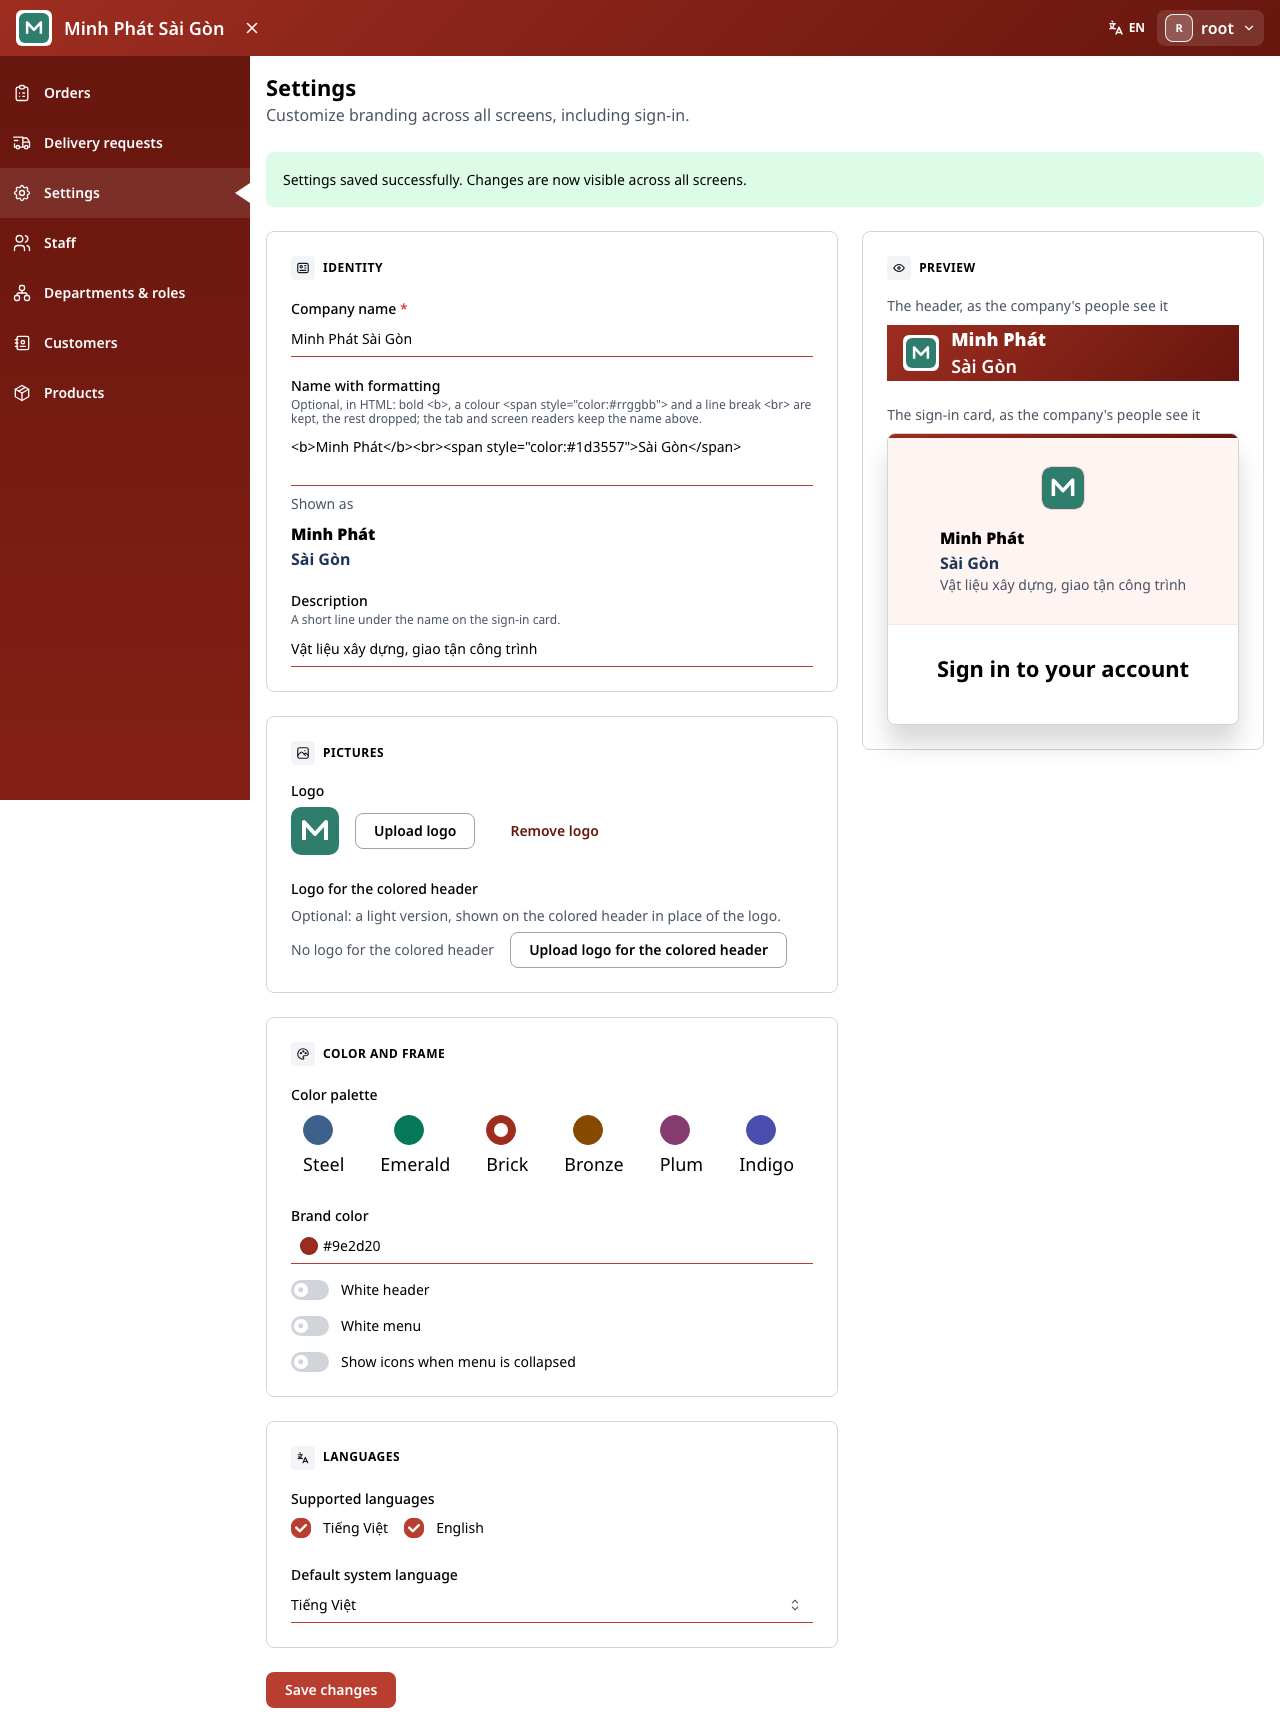 Minh Phát Sài Gòn
EN
R
root
Orders
Delivery requests
Settings
Staff
Departments & roles
Customers
Products
Settings
Customize branding across all screens, including sign-in.
Settings saved successfully. Changes are now visible across all screens.
IDENTITY
Company name *
Minh Phát Sài Gòn
Name with formatting
Optional, in HTML: bold <b>, a colour <span style="color:#rrggbb"> and a line break <br> are
kept, the rest dropped; the tab and screen readers keep the name above.
<b>Minh Phát</b><br><span style="color:#1d3557">Sài Gòn</span>
Shown as
Minh Phát
Sài Gòn
Description
A short line under the name on the sign-in card.
Vật liệu xây dựng, giao tận công trình
PREVIEW
The header, as the company's people see it
Minh Phát
Sài Gòn
The sign-in card, as the company's people see it
Minh Phát
Sài Gòn
Vật liệu xây dựng, giao tận công trình
Sign in to your account
PICTURES
Logo
Upload logo
Remove logo
Logo for the colored header
Optional: a light version, shown on the colored header in place of the logo.
No logo for the colored header
Upload logo for the colored header
COLOR AND FRAME
Color palette
Steel
Emerald
Brick
Bronze
Plum
Indigo
Brand color
#9e2d20
White header
White menu
Show icons when menu is collapsed
LANGUAGES
Supported languages
Tiếng Việt
English
Default system language
Tiếng Việt
Save changes